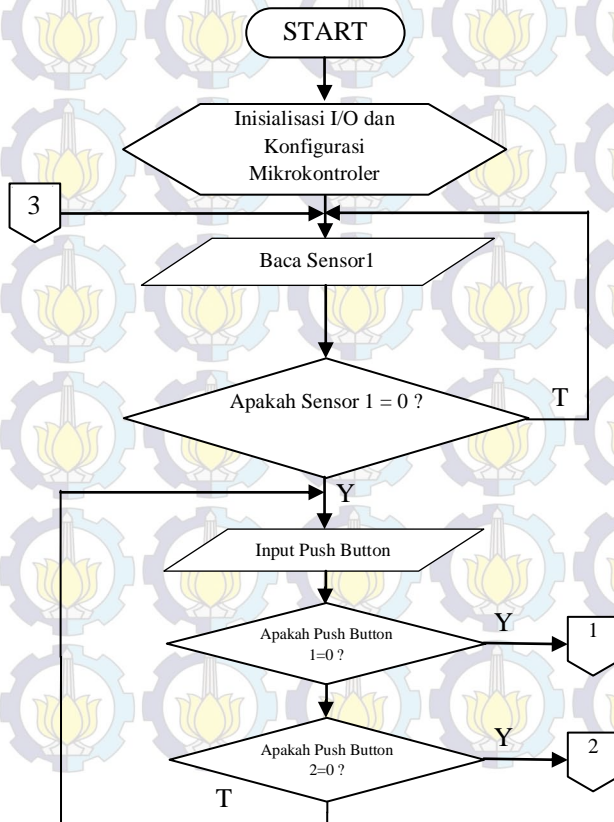 START
Inisialisasi I/O dan
Konfigurasi
Mikrokontroler
3
Baca Sensor1
Apakah Sensor 1 = 0 ?
T
Y
Input Push Button
Apakah Push Button
1=0 ?
Y
1
Apakah Push Button
2=0 ?
Y
2
T